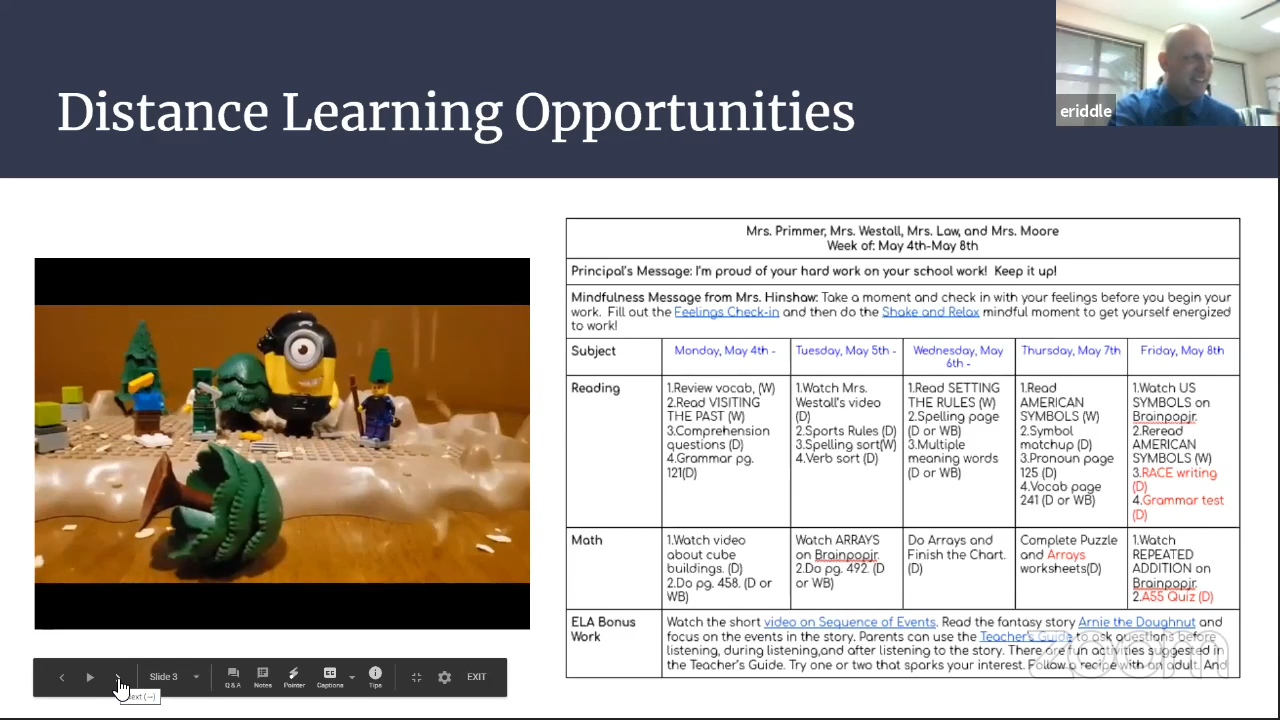 Distance Learning Opportunities
eriddle
Mrs. Primmer, Mrs. Westall, Mrs. Law, and Mrs. Moore
Week of: May 4th-May 8th
Principal's Message: I'm proud of your hard work on your school work! Keep it up!
Mindfulness Message from Mrs. Hinshaw: Take a moment and check in with your feelings before you begin your
work. Fill out the Feelings Check-in and then do the Shake and Relax mindful moment to get yourself energized
to work!
Subject
Monday, May 4th -
Tuesday, May 5th -
Wednesday, May
6th -
Thursday, May 7th
Friday, May 8th
Reading
1.Review vocab, (W)
2.Read VISITING
THE PAST (W)
3.Comprehension
questions (D)
4.Grammar pg.
121(D)
1.Watch Mrs.
Westall's video
(D)
2.Sports Rules (D)
3.Spelling sort(W)
4.Verb sort (D)
1.Read SETTING
THE RULES (W)
2.Spelling page
(D or WB)
3.Multiple
meaning words
(D or WB)
1.Read
AMERICAN
SYMBOLS (W)
2.Symbol
matchup (D)
3.Pronoun page
125 (D)
4.Vocab page
241 (D or WB)
1.Watch US
SYMBOLS on
Brainpopjr.
2.Reread
AMERICAN
SYMBOLS (W)
3.RACE writing
(D)
4.Grammar test
(D)
Math
1.Watch video
about cube
buildings. (D)
2.Do pg. 458. (D or
WB)
Watch ARRAYS
on Brainpopjr.
2.Do pg. 492. (D
or WB)
Do Arrays and
Finish the Chart.
(D)
Complete Puzzle
and Arrays
worksheets(D)
1.Watch
REPEATED
ADDITION on
Brainpopjr.
2.A55 Quiz (D)
ELA Bonus
Work
Watch the short video on Sequence of Events. Read the fantasy story Arnie the Doughnut and
focus on the events in the story. Parents can use the Teacher's Guide to ask questions before
listening, during listening,and after listening to the story. There are fun activities suggested in
the Teacher's Guide. Try one or two that sparks your interest. Follow a recipe with an adult. And
zoom
Slide 3
Q & A
Notes
Pointer
Captions
Tips
EXIT
CC